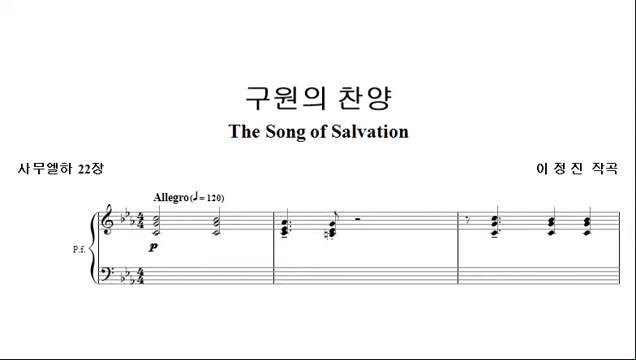 구원의 찬양
The Song of Salvation
사무엘하 22장
이 정 진 작곡
Allegro(♩=120)
P.f.
p